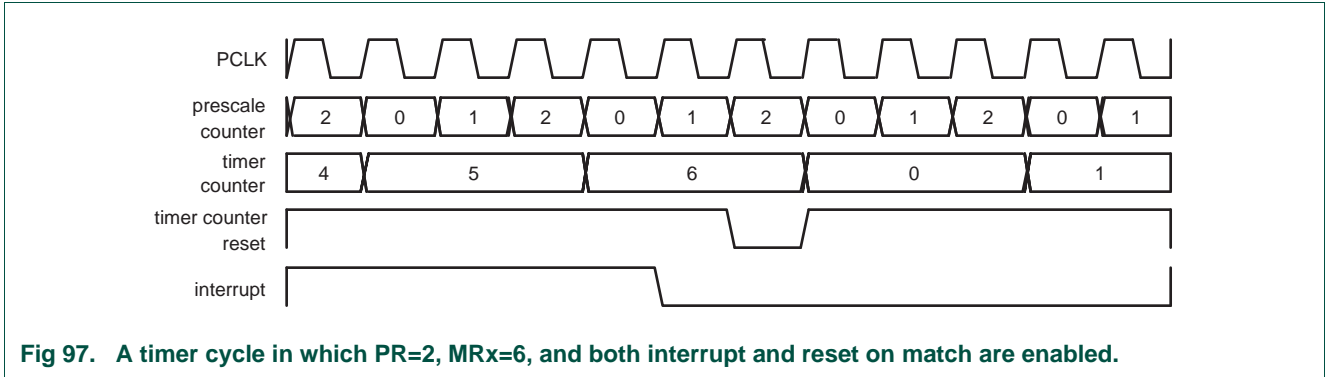 PCLK
prescale
counter
2 0 1 2 0 1 2 0 1 2 0 1
timer
counter
4 5 6 0 1
timer counter
reset
interrupt
Fig 97. A timer cycle in which PR=2, MRx=6, and both interrupt and reset on match are enabled.